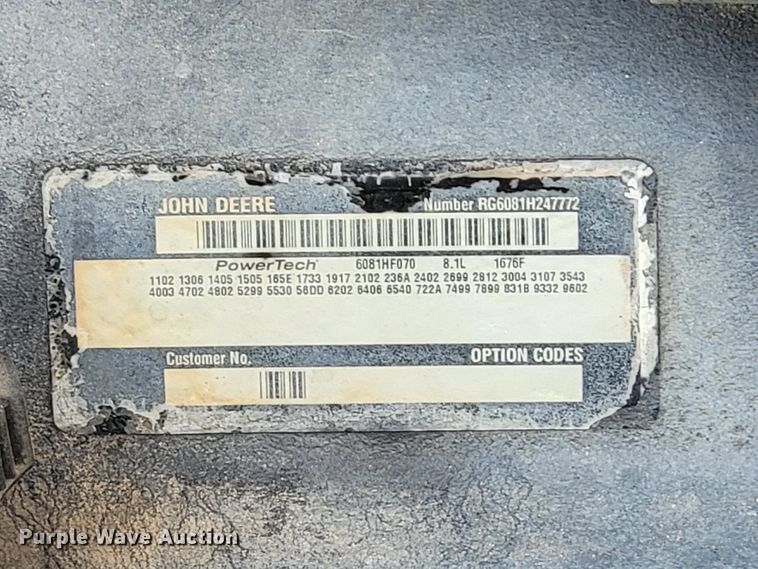 JOHN DEERE Number RG6081H247772
PowerTech 6081HF070 8.1L 1676F
1102 1306 1405 1505 165E 1733 1917 2102 236A 2402 2699 2812 3004 3107 3543
4003 4702 4802 5299 5530 56DD 6202 6406 6540 722A 7499 7899 831B 9332 9602
Customer No. OPTION CODES
Purple Wave Auction